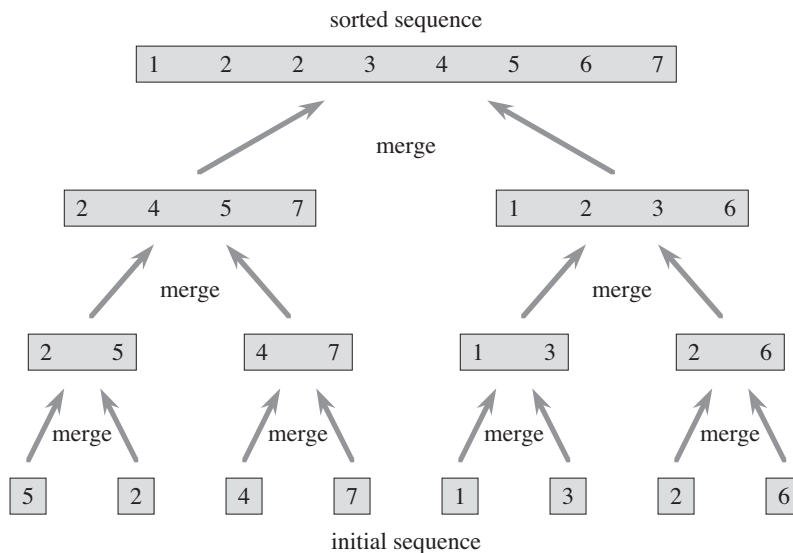 sorted sequence
1 2 2 3 4 5 6 7
merge
2 4 5 7 1 2 3 6
merge merge
2 5 4 7 1 3 2 6
merge merge merge merge
5 2 4 7 1 3 2 6
initial sequence